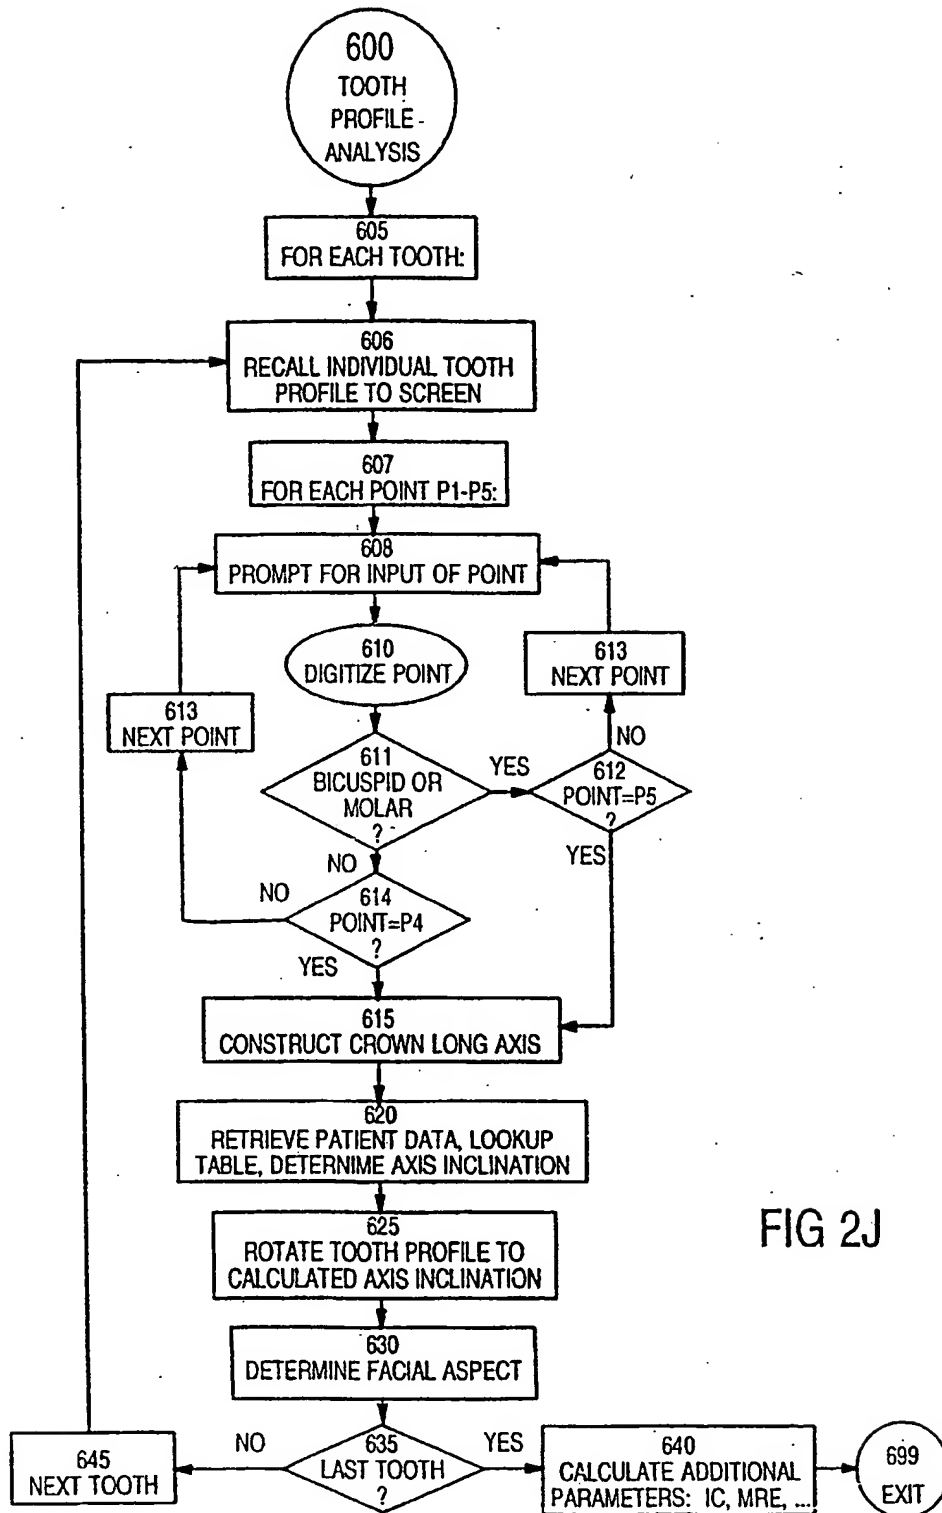 600
TOOTH
PROFILE-
ANALYSIS
605
FOR EACH TOOTH:
606
RECALL INDIVIDUAL TOOTH
PROFILE TO SCREEN
607
FOR EACH POINT P1-P5:
608
PROMPT FOR INPUT OF POINT
610
DIGITIZE POINT
613
NEXT POINT
613
NEXT POINT
611
BICUSPID OR
MOLAR
?
YES
NO
612
POINT=P5
?
NO
YES
614
POINT=P4
?
NO
YES
615
CONSTRUCT CROWN LONG AXIS
620
RETRIEVE PATIENT DATA, LOOKUP
TABLE, DETERNIME AXIS INCLINATION
625
ROTATE TOOTH PROFILE TO
CALCULATED AXIS INCLINATION
FIG 2J
630
DETERMINE FACIAL ASPECT
635
LAST TOOTH
?
NO
YES
645
NEXT TOOTH
640
CALCULATE ADDITIONAL
PARAMETERS: IC, MRE, ...
699
EXIT